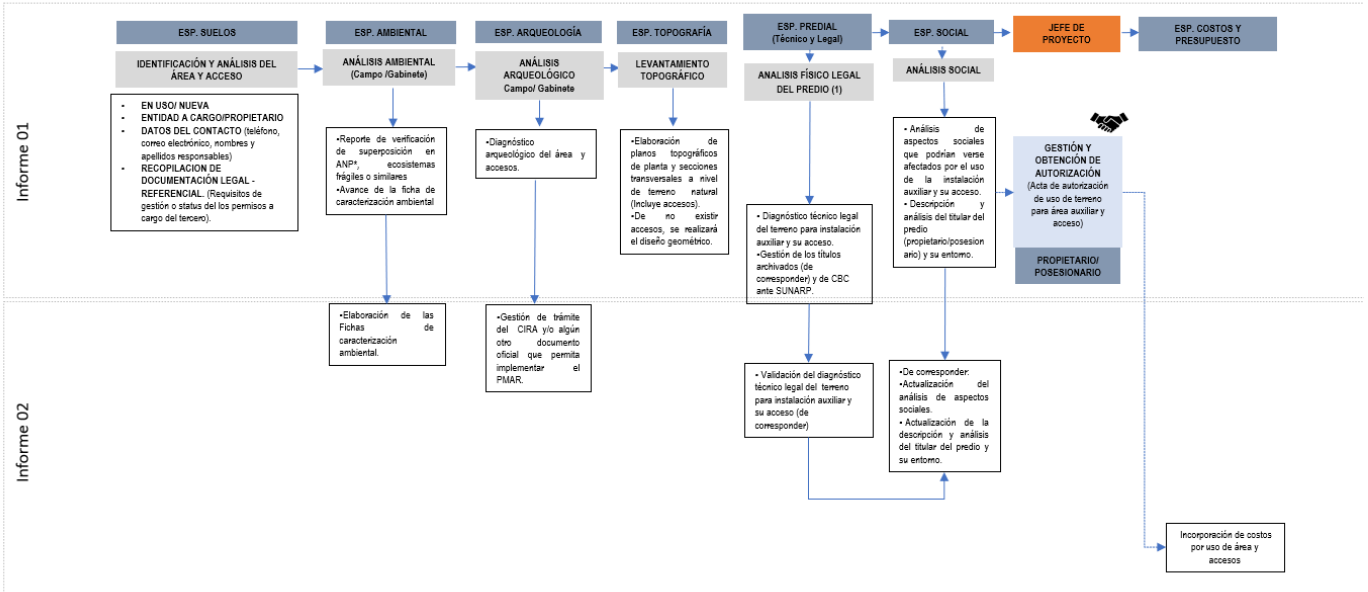 ESP. SUELOS
IDENTIFICACIÓN Y ANÁLISIS DEL
ÁREA Y ACCESO
- EN USO/ NUEVA
- ENTIDAD A CARGO/PROPIETARIO
- DATOS DEL CONTACTO (teléfono,
correo electrónico, nombres y
apellidos responsables)
- RECOPILACION DE
DOCUMENTACIÓN LEGAL -
REFERENCIAL. (Requisitos de
gestión o status del los permisos a
cargo del tercero).
ESP. AMBIENTAL
ANÁLISIS AMBIENTAL
(Campo /Gabinete)
•Reporte de verificación
de superposición en
ANP*, ecosistemas
frágiles o similares
•Avance de la ficha de
caracterización ambiental
ESP. ARQUEOLOGÍA
ANÁLISIS
ARQUEOLÓGICO
Campo/ Gabinete
•Diagnóstico
arqueológico del área y
accesos.
ESP. TOPOGRAFÍA
LEVANTAMIENTO
TOPOGRÁFICO
•Elaboración de
planos topográficos
de planta y secciones
transversales a nivel
de terreno natural
(Incluye accesos).
•De no existir
accesos, se realizará
el diseño geométrico.
ESP. PREDIAL
(Técnico y Legal)
ANALISIS FÍSICO LEGAL
DEL PREDIO (1)
• Diagnóstico técnico legal
del terreno para instalación
auxiliar y su acceso.
•Gestión de los títulos
archivados (de
corresponder) y de CBC
ante SUNARP.
ESP. SOCIAL
ANÁLISIS SOCIAL
• Análisis de
aspectos sociales
que podrían verse
afectados por el uso
de la instalación
auxiliar y su acceso.
• Descripción y
análisis del titular del
predio
(propietario/posesion
ario) y su entorno.
JEFE DE
PROYECTO
GESTIÓN Y
OBTENCIÓN DE
AUTORIZACIÓN
(Acta de autorización
de uso de terreno
para área auxiliar y
acceso)
PROPIETARIO/
POSESIONARIO
ESP. COSTOS Y
PRESUPUESTO
Informe 01
Informe 02
•Elaboración de las
Fichas de
caracterización
ambiental.
•Gestión de trámite
del CIRA y/o algún
otro documento
oficial que permita
implementar el
PMAR.
• Validación del diagnóstico
técnico legal del terreno
para instalación auxiliar y
su acceso (de
corresponder)
•De corresponder:
•Actualización del
análisis de aspectos
sociales.
•Actualización de la
descripción y análisis
del titular del predio y
su entorno.
Incorporación de costos
por uso de área y
accesos